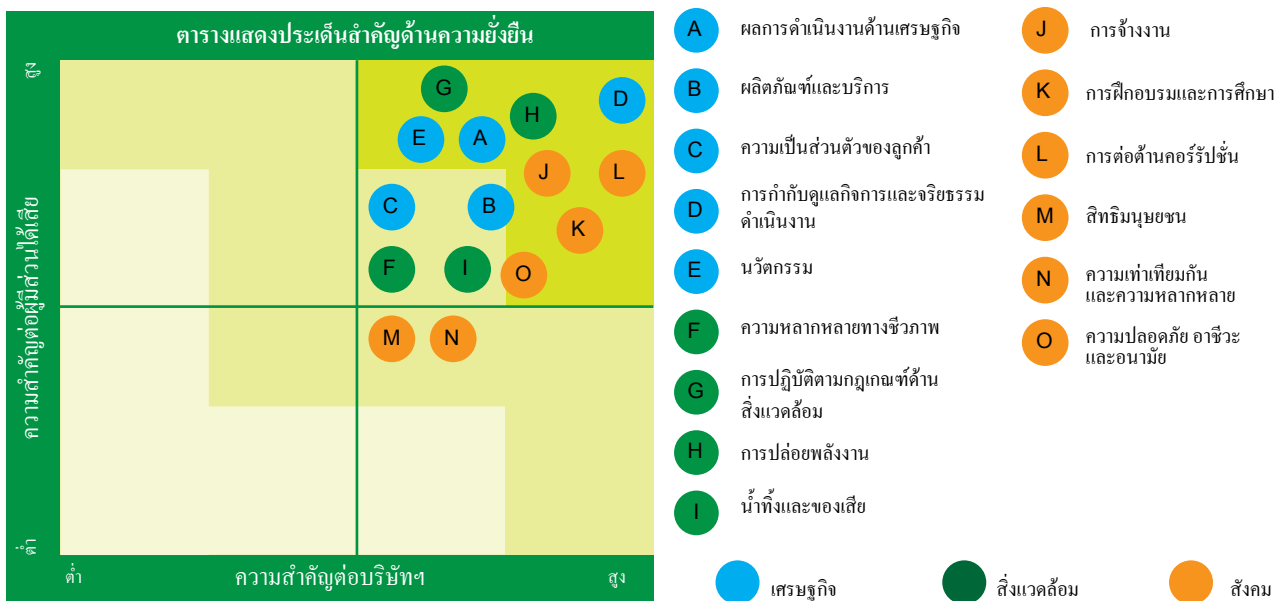 ตารางแสดงประเด็นสำคัญด้านความยั่งยืน
สูง
ความสำคัญต่อผู้มีส่วนได้เสีย
ต่ำ
G
D
H
E
A
J
L
C
B
K
F
I
O
M
N
ต่ำ
ความสำคัญต่อบริษัทฯ
สูง
A ผลการดำเนินงานด้านเศรษฐกิจ
B ผลิตภัณฑ์และบริการ
C ความเป็นส่วนตัวของลูกค้า
D การกำกับดูแลกิจการและจริยธรรม
ดำเนินงาน
E นวัตกรรม
F ความหลากหลายทางชีวภาพ
G การปฏิบัติตามกฎเกณฑ์ด้าน
สิ่งแวดล้อม
H การปล่อยพลังงาน
I น้ำทิ้งและของเสีย
J การจ้างงาน
K การฝึกอบรมและการศึกษา
L การต่อต้านคอร์รัปชั่น
M สิทธิมนุษยชน
N ความเท่าเทียมกัน
และความหลากหลาย
O ความปลอดภัย อาชีวะ
และอนามัย
เศรษฐกิจ
สิ่งแวดล้อม
สังคม